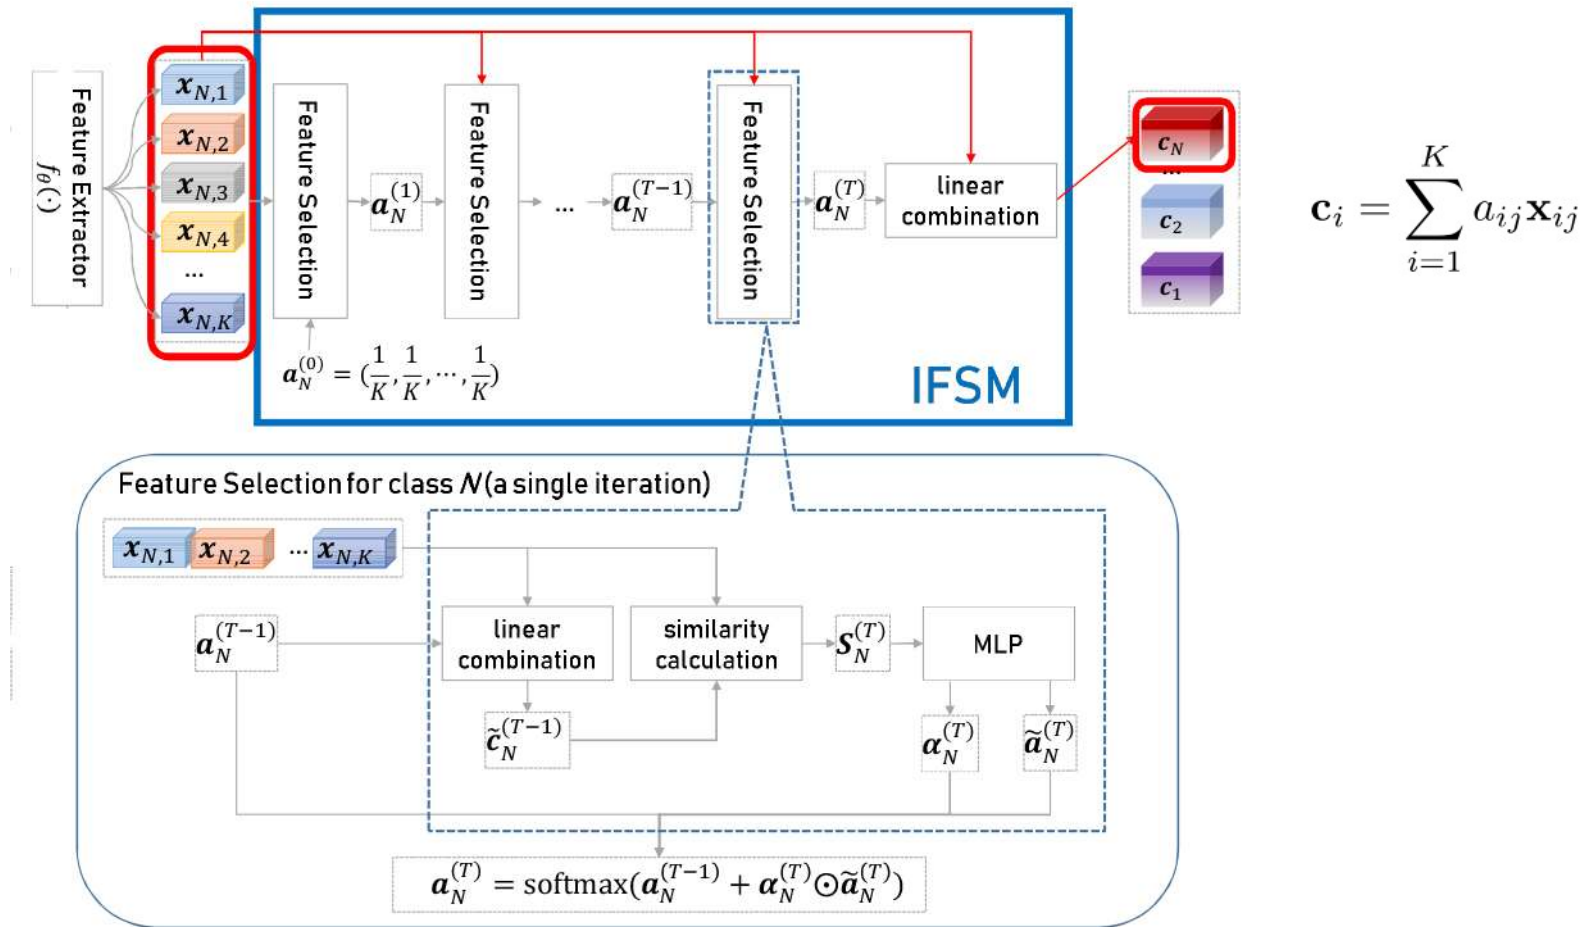 Feature Extractor
f_θ(·)
x_{N,1}
x_{N,2}
x_{N,3}
x_{N,4}
...
x_{N,K}
Feature Selection
a_N^{(0)} = (1/K, 1/K, ⋯, 1/K)
a_N^{(1)}
Feature Selection
...
a_N^{(T−1)}
Feature Selection
a_N^{(T)}
linear
combination
IFSM
c_N
...
c_2
c_1
c_i = ∑_{i=1}^{K} a_{ij} x_{ij}
Feature Selection for class N(a single iteration)
x_{N,1} x_{N,2} ... x_{N,K}
a_N^{(T−1)}
linear
combination
similarity
calculation
S_N^{(T)}
MLP
c̃_N^{(T−1)}
α_N^{(T)}
ã_N^{(T)}
a_N^{(T)} = softmax(a_N^{(T−1)} + α_N^{(T)}⊙ã_N^{(T)})